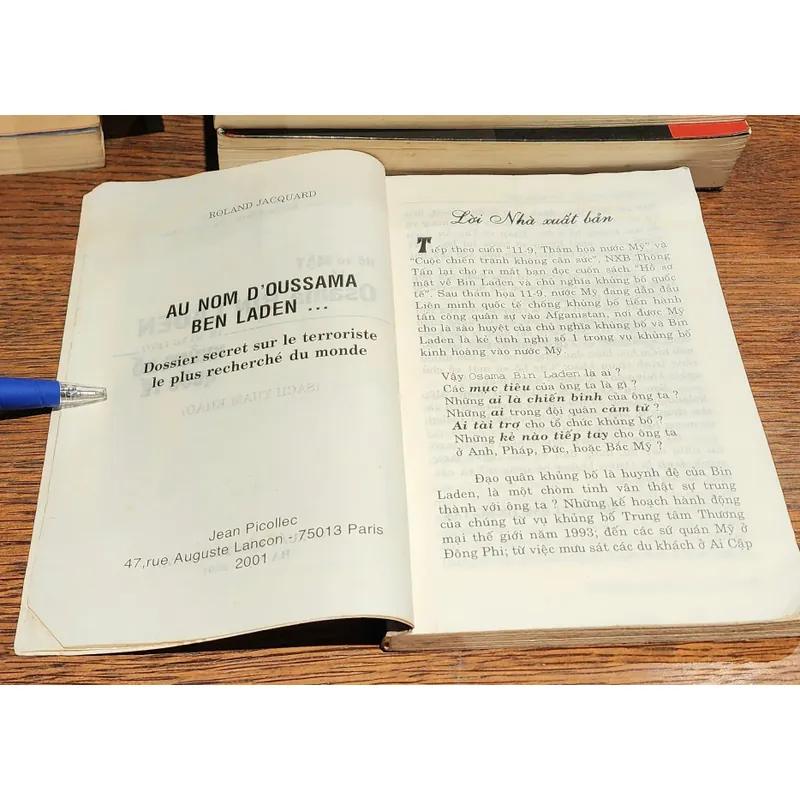 ROLAND JACQUARD
AU NOM D'OUSSAMA
BEN LADEN ...
Dossier secret sur le terroriste
le plus recherché du monde
(SÁCH THAM KHẢO)
Jean Picollec
47,rue Auguste Lancon - 75013 Paris
2001
Lời Nhà xuất bản
Tiếp theo cuốn "11-9, Thảm họa nước Mỹ" và
"Cuộc chiến tranh không cân sức", NXB Thông
Tấn lại cho ra mắt bạn đọc cuốn sách "Hồ sơ
mật về Bin Laden và chủ nghĩa khủng bố quốc
tế". Sau thảm họa 11-9, nước Mỹ đang dẫn đầu
Liên minh quốc tế chống khủng bố tiến hành
tấn công quân sự vào Afganistan, nơi được Mỹ
cho là sào huyệt của chủ nghĩa khủng bố và Bin
Laden là kẻ tình nghi số 1 trong vụ khủng bố
kinh hoàng vào nước Mỹ.
Vậy Osama Bin Laden là ai ?
Các mục tiêu của ông ta là gì ?
Những ai là chiến binh của ông ta ?
Những ai trong đội quân cảm tử ?
Ai tài trợ cho tổ chức khủng bố ?
Những kẻ nào tiếp tay cho ông ta
ở Anh, Pháp, Đức, hoặc Bắc Mỹ ?
Đạo quân khủng bố là huynh đệ của Bin
Laden, là một chòm tinh vân thật sự trung
thành với ông ta ? Những kế hoạch hành động
của chúng từ vụ khủng bố Trung tâm Thương
mại thế giới năm 1993; đến các sứ quán Mỹ ở
Đông Phi; từ việc mưu sát các du khách ở Ai Cập